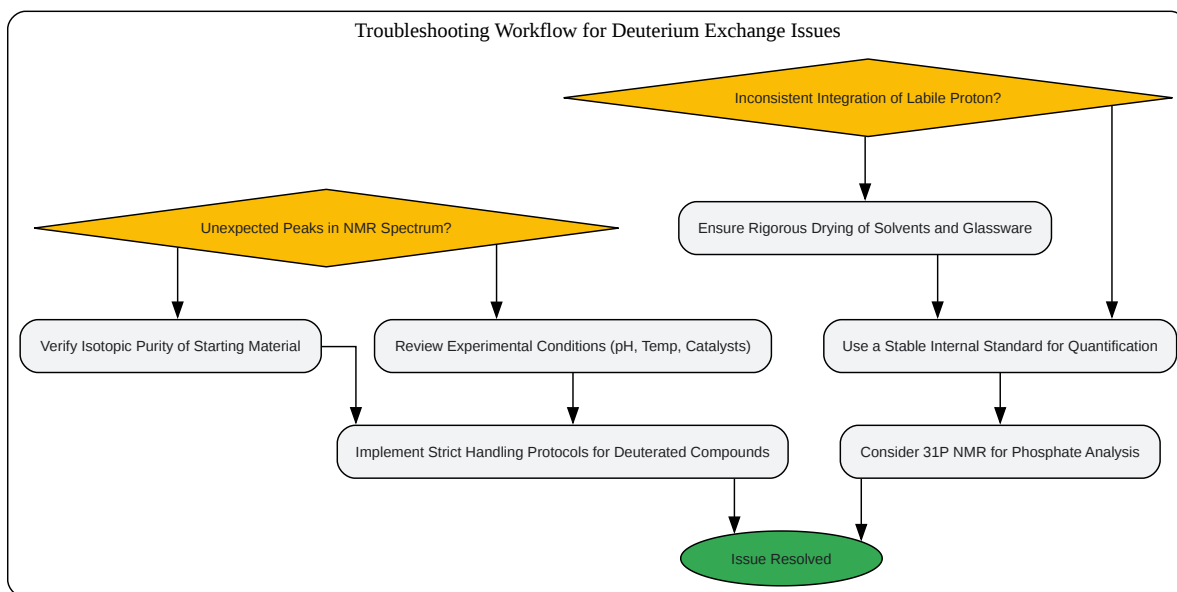 Troubleshooting Workflow for Deuterium Exchange Issues
Inconsistent Integration of Labile Proton?
Unexpected Peaks in NMR Spectrum?
Ensure Rigorous Drying of Solvents and Glassware
Verify Isotopic Purity of Starting Material
Review Experimental Conditions (pH, Temp, Catalysts)
Use a Stable Internal Standard for Quantification
Implement Strict Handling Protocols for Deuterated Compounds
Consider 31P NMR for Phosphate Analysis
Issue Resolved